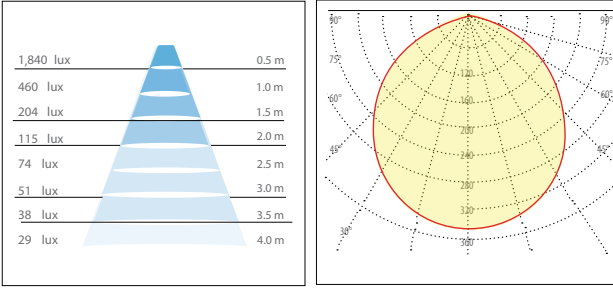 1,840 lux 0.5 m
460 lux 1.0 m
204 lux 1.5 m
115 lux 2.0 m
74 lux 2.5 m
51 lux 3.0 m
38 lux 3.5 m
29 lux 4.0 m
90° 90°
75° 75°
120
60° 60°
160
200
45° 45°
240
280
320
30°
360